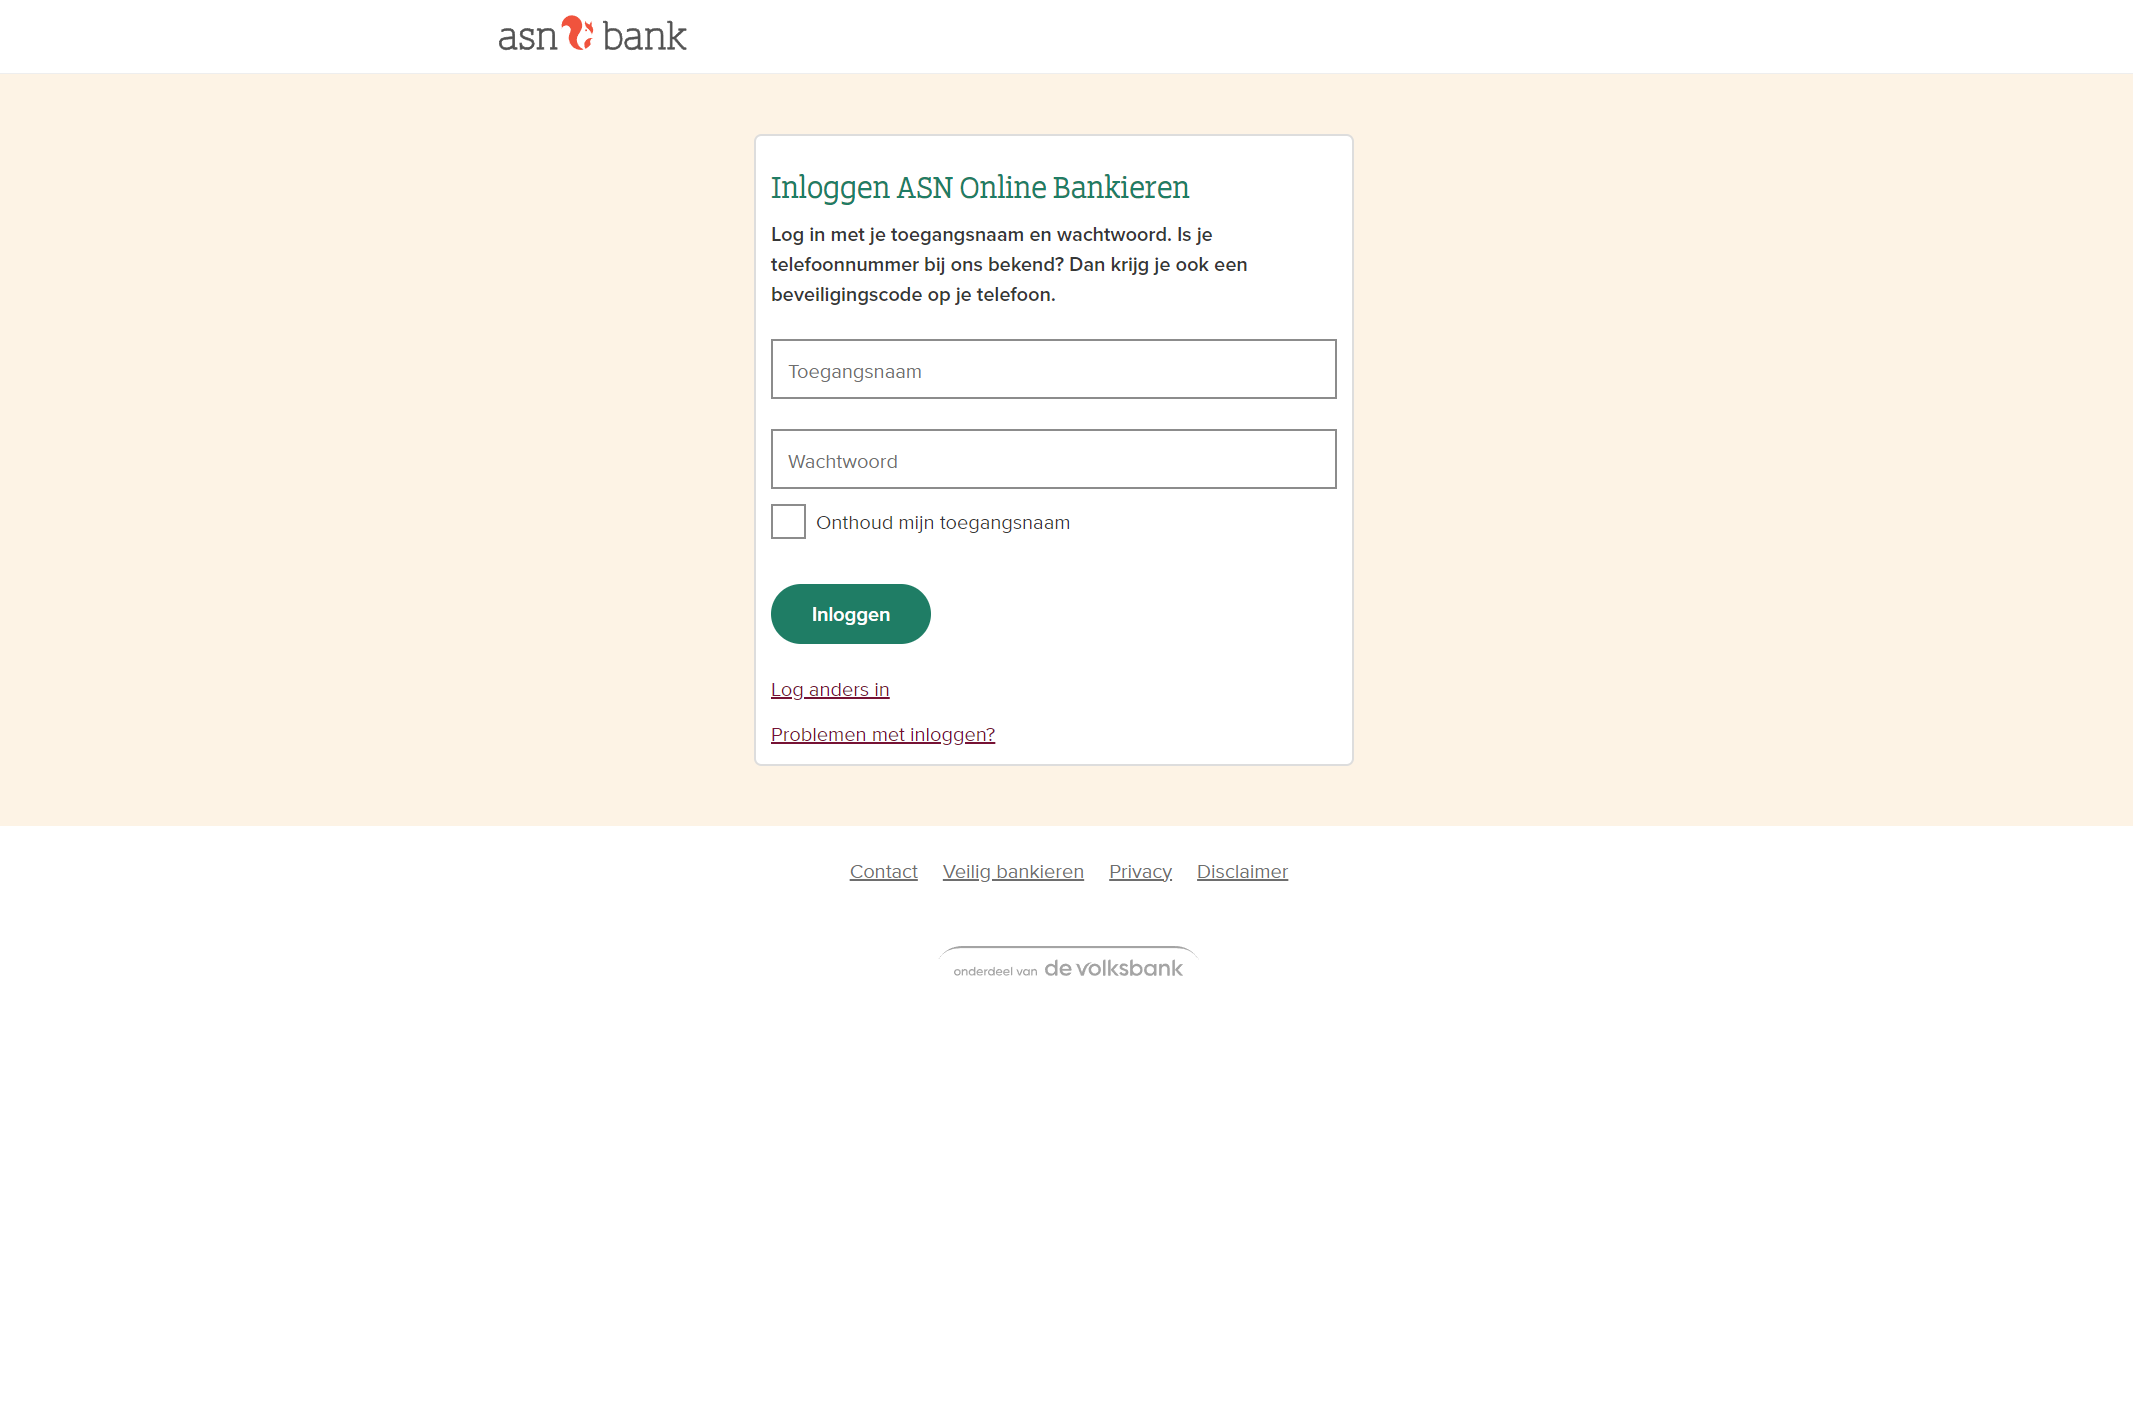 asn bank
Inloggen ASN Online Bankieren
Log in met je toegangsnaam en wachtwoord. Is je
telefoonnummer bij ons bekend? Dan krijg je ook een
beveiligingscode op je telefoon.
Toegangsnaam
Wachtwoord
Onthoud mijn toegangsnaam
Inloggen
Log anders in
Problemen met inloggen?
Contact Veilig bankieren Privacy Disclaimer
onderdeel van de volksbank